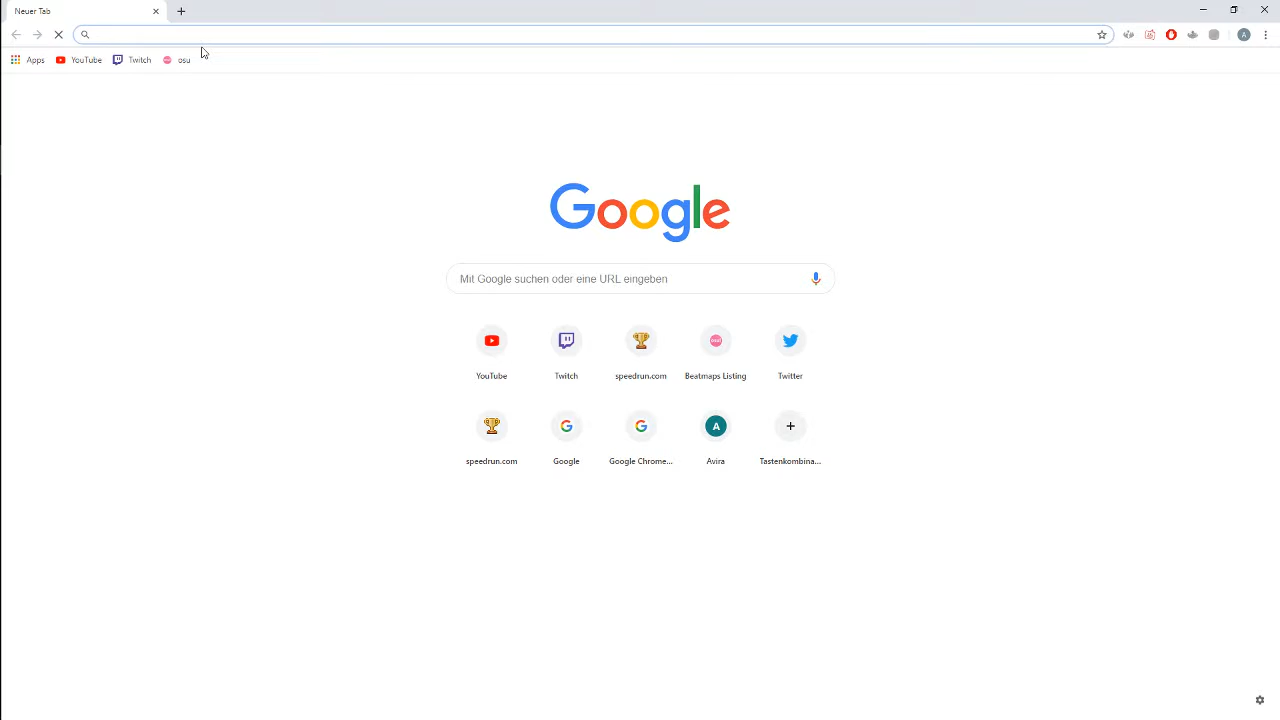 Neuer Tab
Apps YouTube Twitch osu
Google
Mit Google suchen oder eine URL eingeben
YouTube Twitch speedrun.com Beatmaps Listing Twitter
A
speedrun.com Google Google Chrome... Avira Tastenkombina...